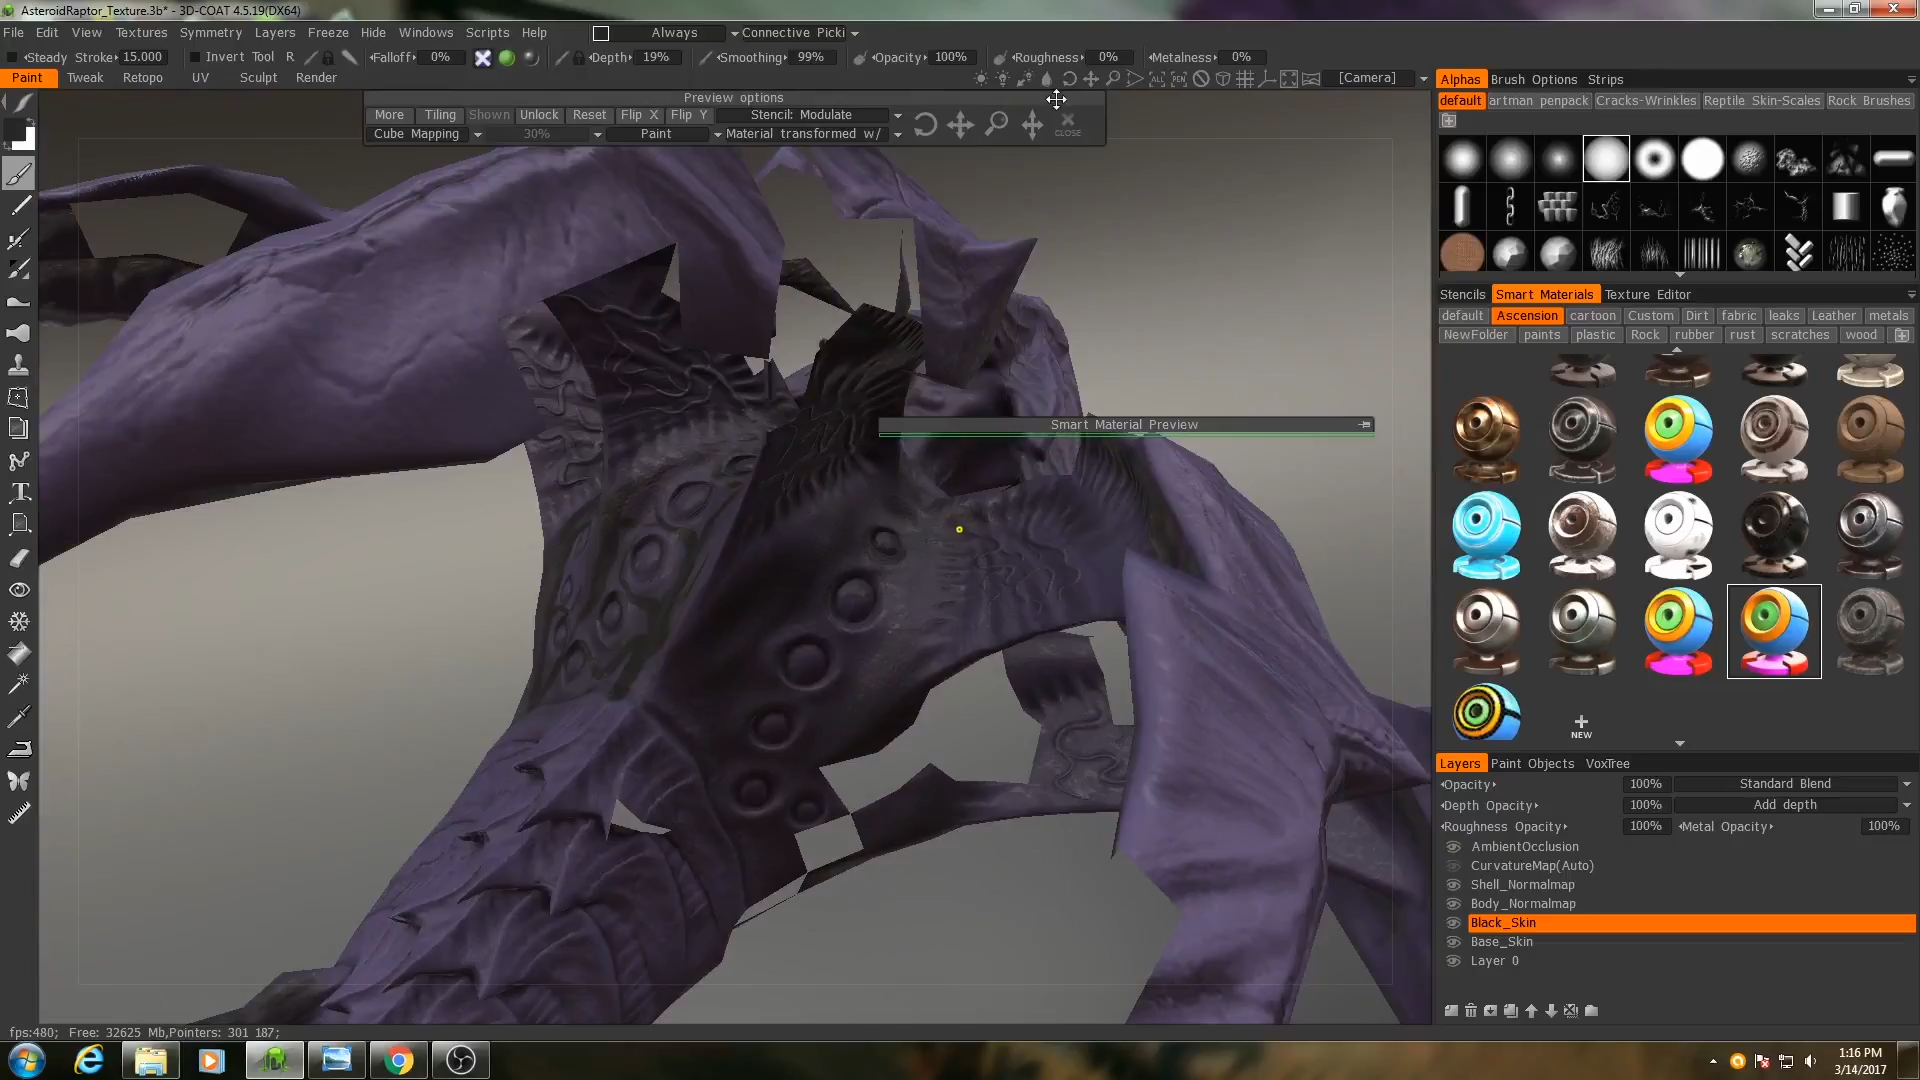 AsteroidRaptor_Texture.3b* - 3D-COAT 4.5.19(DX64)
File Edit View Textures Symmetry Layers Freeze Hide Windows Scripts Help Always Connective Picki
Steady Stroke 15.000 Invert Tool R Falloff 0% Depth 19% Smoothing 99% Opacity 100% Roughness 0% Metalness 0%
Paint Tweak Retopo UV Sculpt Render [Camera]
Preview options
More Tiling Shown Unlock Reset Flip X Flip Y Stencil: Modulate
Cube Mapping 30% Paint Material transformed w/ CLOSE
Alphas Brush Options Strips
default artman penpack Cracks-Wrinkles Reptile Skin-Scales Rock Brushes
Stencils Smart Materials Texture Editor
default Ascension cartoon Custom Dirt fabric leaks Leather metals
NewFolder paints plastic Rock rubber rust scratches wood
Smart Material Preview
NEW
Layers Paint Objects VoxTree
Opacity 100% Standard Blend
Depth Opacity 100% Add depth
Roughness Opacity 100% Metal Opacity 100%
AmbientOcclusion
CurvatureMap(Auto)
Shell_Normalmap
Body_Normalmap
Black_Skin
Base_Skin
Layer 0
fps:480; Free: 32625 Mb,Pointers: 301 187;
1:16 PM
3/14/2017